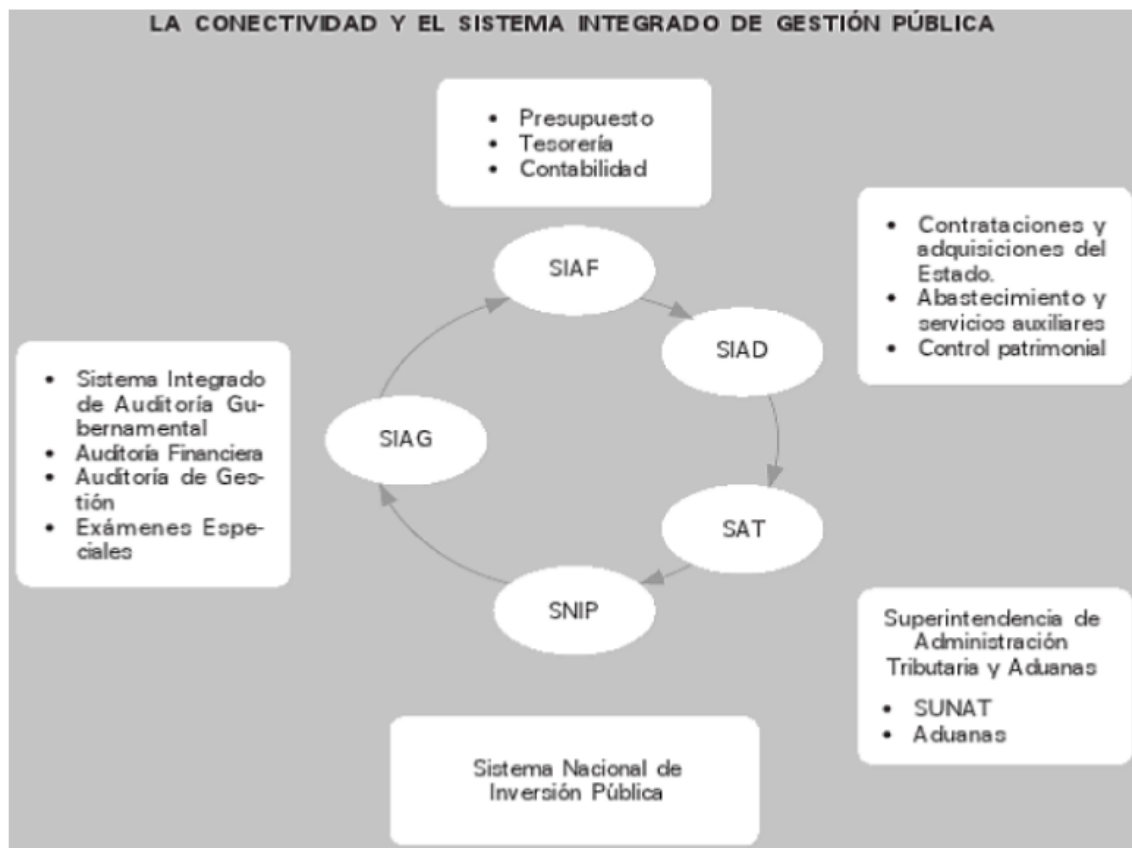 LA CONECTIVIDAD Y EL SISTEMA INTEGRADO DE GESTIÓN PÚBLICA
• Presupuesto
• Tesorería
• Contabilidad
SIAF
• Contrataciones y
adquisiciones del
Estado.
• Abastecimiento y
servicios auxiliares
• Control patrimonial
SIAD
• Sistema Integrado
de Auditoría Gu-
bernamental
• Auditoría Financiera
• Auditoría de Ges-
tión
• Exámenes Espe-
ciales
SIAG
SAT
SNIP
Superintendencia de
Administración
Tributaria y Aduanas
• SUNAT
• Aduanas
Sistema Nacional de
Inversión Pública